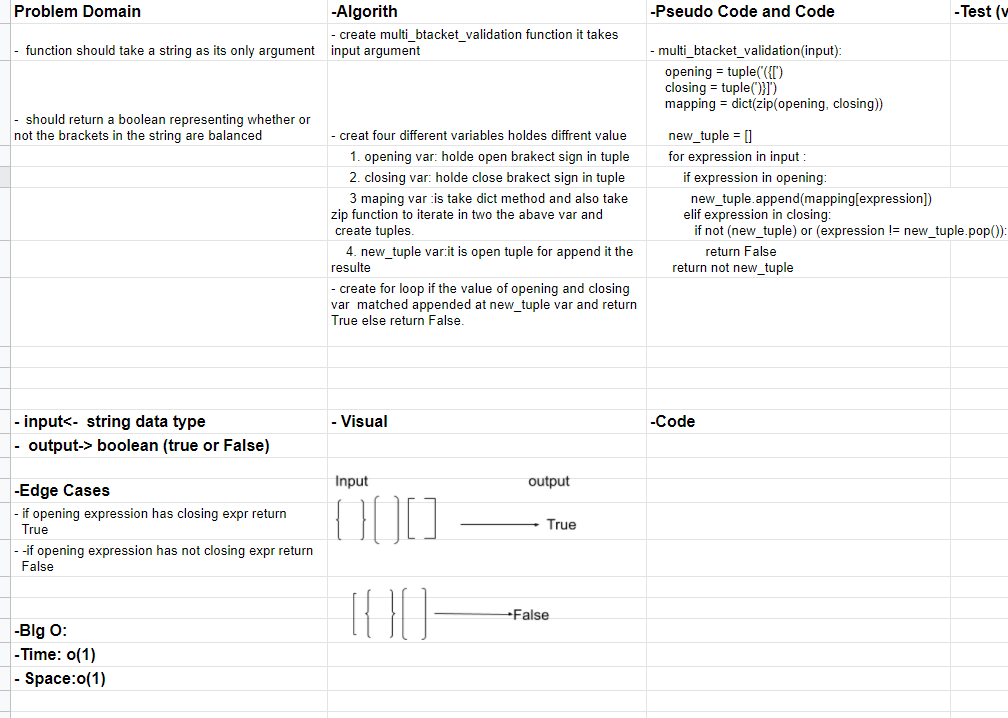 Problem Domain
- function should take a string as its only argument
- should return a boolean representing whether or
not the brackets in the string are balanced
- input<- string data type
- output-> boolean (true or False)
-Edge Cases
- if opening expression has closing expr return
True
- -if opening expression has not closing expr return
False
-BIg O:
-Time: o(1)
- Space:o(1)
-Algorith
- create multi_btacket_validation function it takes
input argument
- creat four different variables holdes diffrent value
1. opening var: holde open brakect sign in tuple
2. closing var: holde close brakect sign in tuple
3 maping var :is take dict method and also take
zip function to iterate in two the abave var and
create tuples.
4. new_tuple var:it is open tuple for append it the
resulte
- create for loop if the value of opening and closing
var matched appended at new_tuple var and return
True else return False.
- Visual
Input output
{ } ( ) [ ] True
[ { } ( ] False
-Pseudo Code and Code
- multi_btacket_validation(input):
opening = tuple('({[')
closing = tuple(')}]')
mapping = dict(zip(opening, closing))
new_tuple = []
for expression in input :
if expression in opening:
new_tuple.append(mapping[expression])
elif expression in closing:
if not (new_tuple) or (expression != new_tuple.pop()):
return False
return not new_tuple
-Code
-Test (v